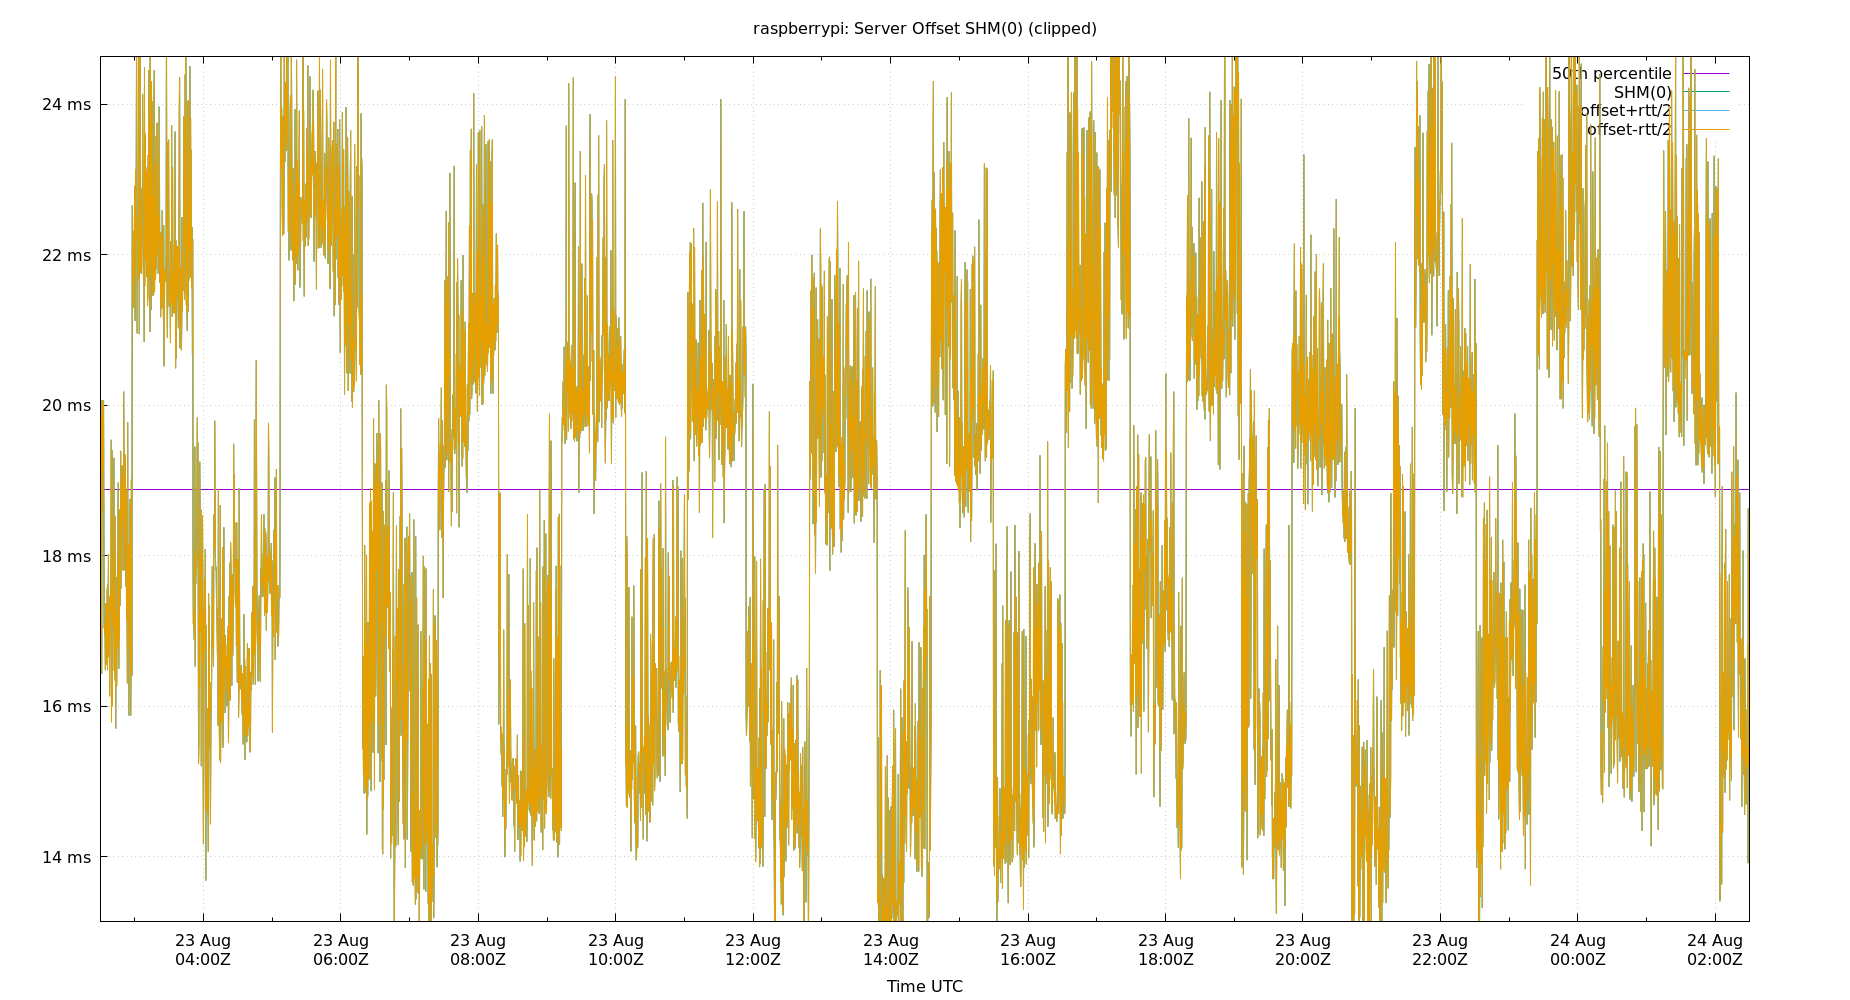 raspberrypi: Server Offset SHM(0) (clipped)
50th percentile
SHM(0)
offset+rtt/2
offset-rtt/2
24 ms
22 ms
20 ms
18 ms
16 ms
14 ms
23 Aug 23 Aug 23 Aug 23 Aug 23 Aug 23 Aug 23 Aug 23 Aug 23 Aug 23 Aug 24 Aug 24 Aug
04:00Z 06:00Z 08:00Z 10:00Z 12:00Z 14:00Z 16:00Z 18:00Z 20:00Z 22:00Z 00:00Z 02:00Z
Time UTC